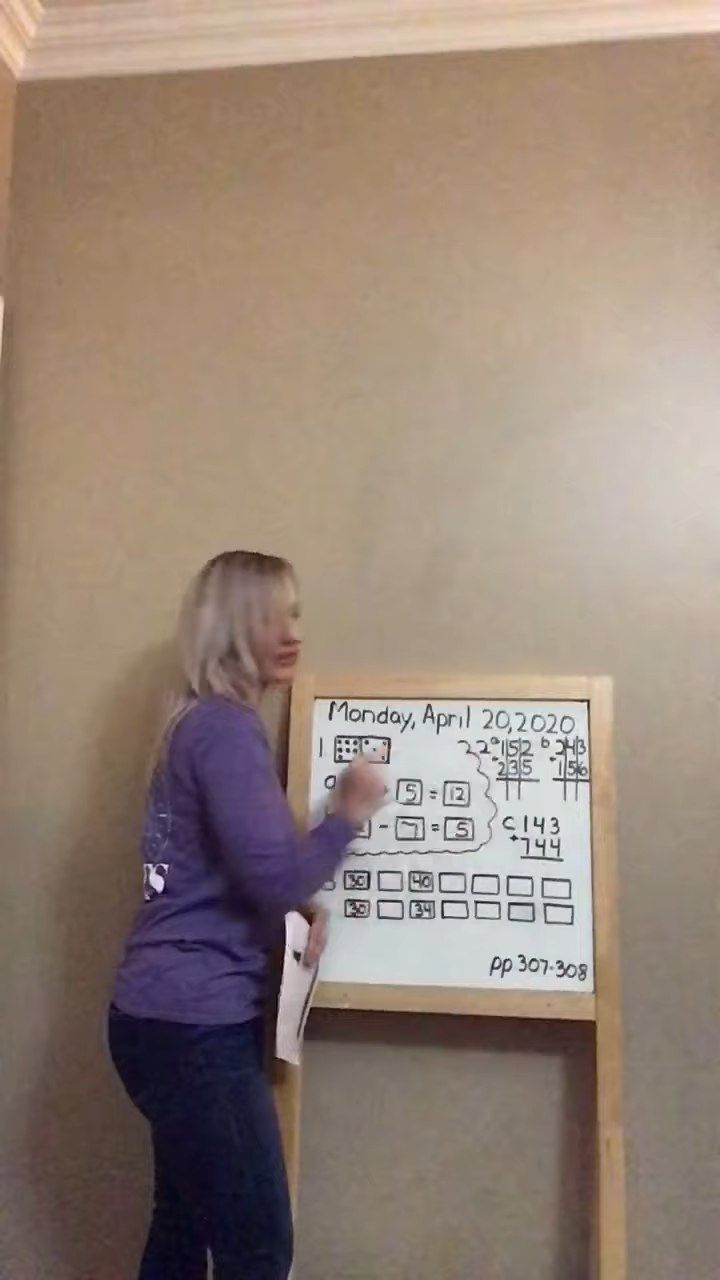 Monday, April 20, 2020
1
2 a 152 b 243
+ 235 + 156
+ 5 = 12
- 7 = 5
c 143
+ 744
30 40
30 34
pp 307-308